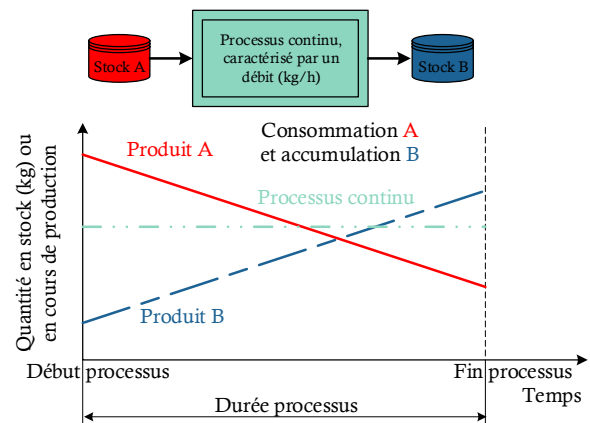 Stock A
Processus continu,
caractérisé par un
débit (kg/h)
Stock B
Quantité en stock (kg) ou
en cours de production
Produit A
Consommation A
et accumulation B
Processus continu
Produit B
Début processus
Fin processus
Temps
Durée processus